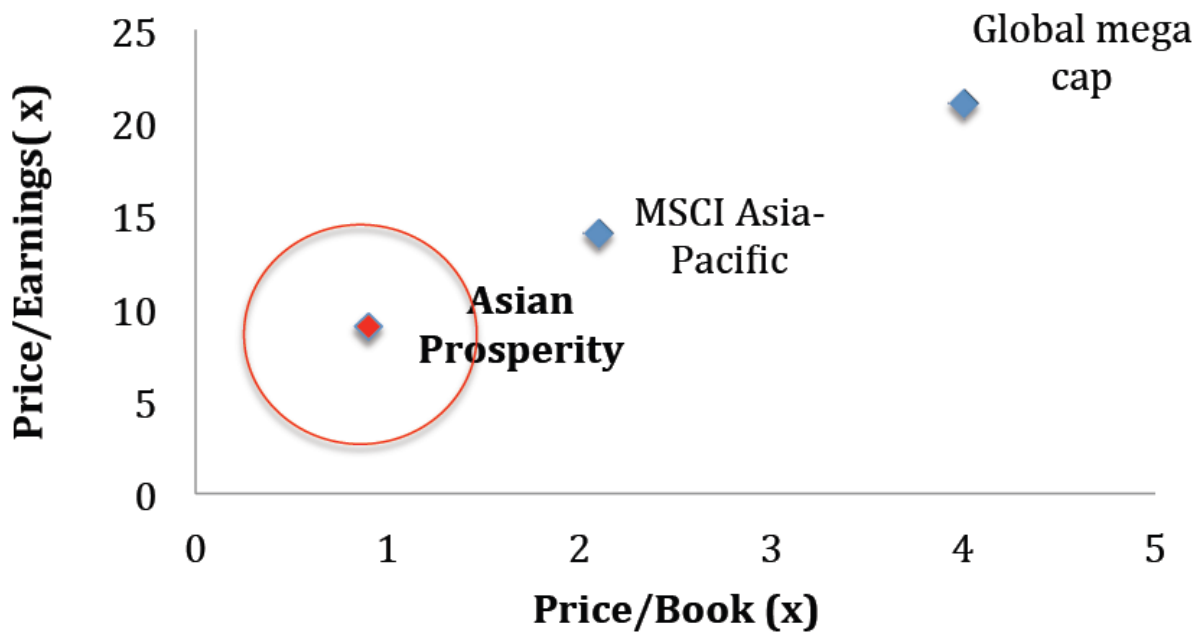 25
20
15
10
5
0
Price/Earnings( x)
Global mega
cap
MSCI Asia-
Pacific
Asian
Prosperity
0 1 2 3 4 5
Price/Book (x)